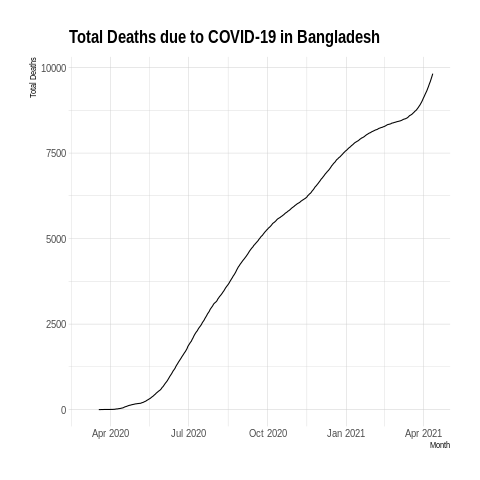 Total Deaths due to COVID-19 in Bangladesh
Total Deaths
10000
7500
5000
2500
0
Apr 2020 Jul 2020 Oct 2020 Jan 2021 Apr 2021
Month